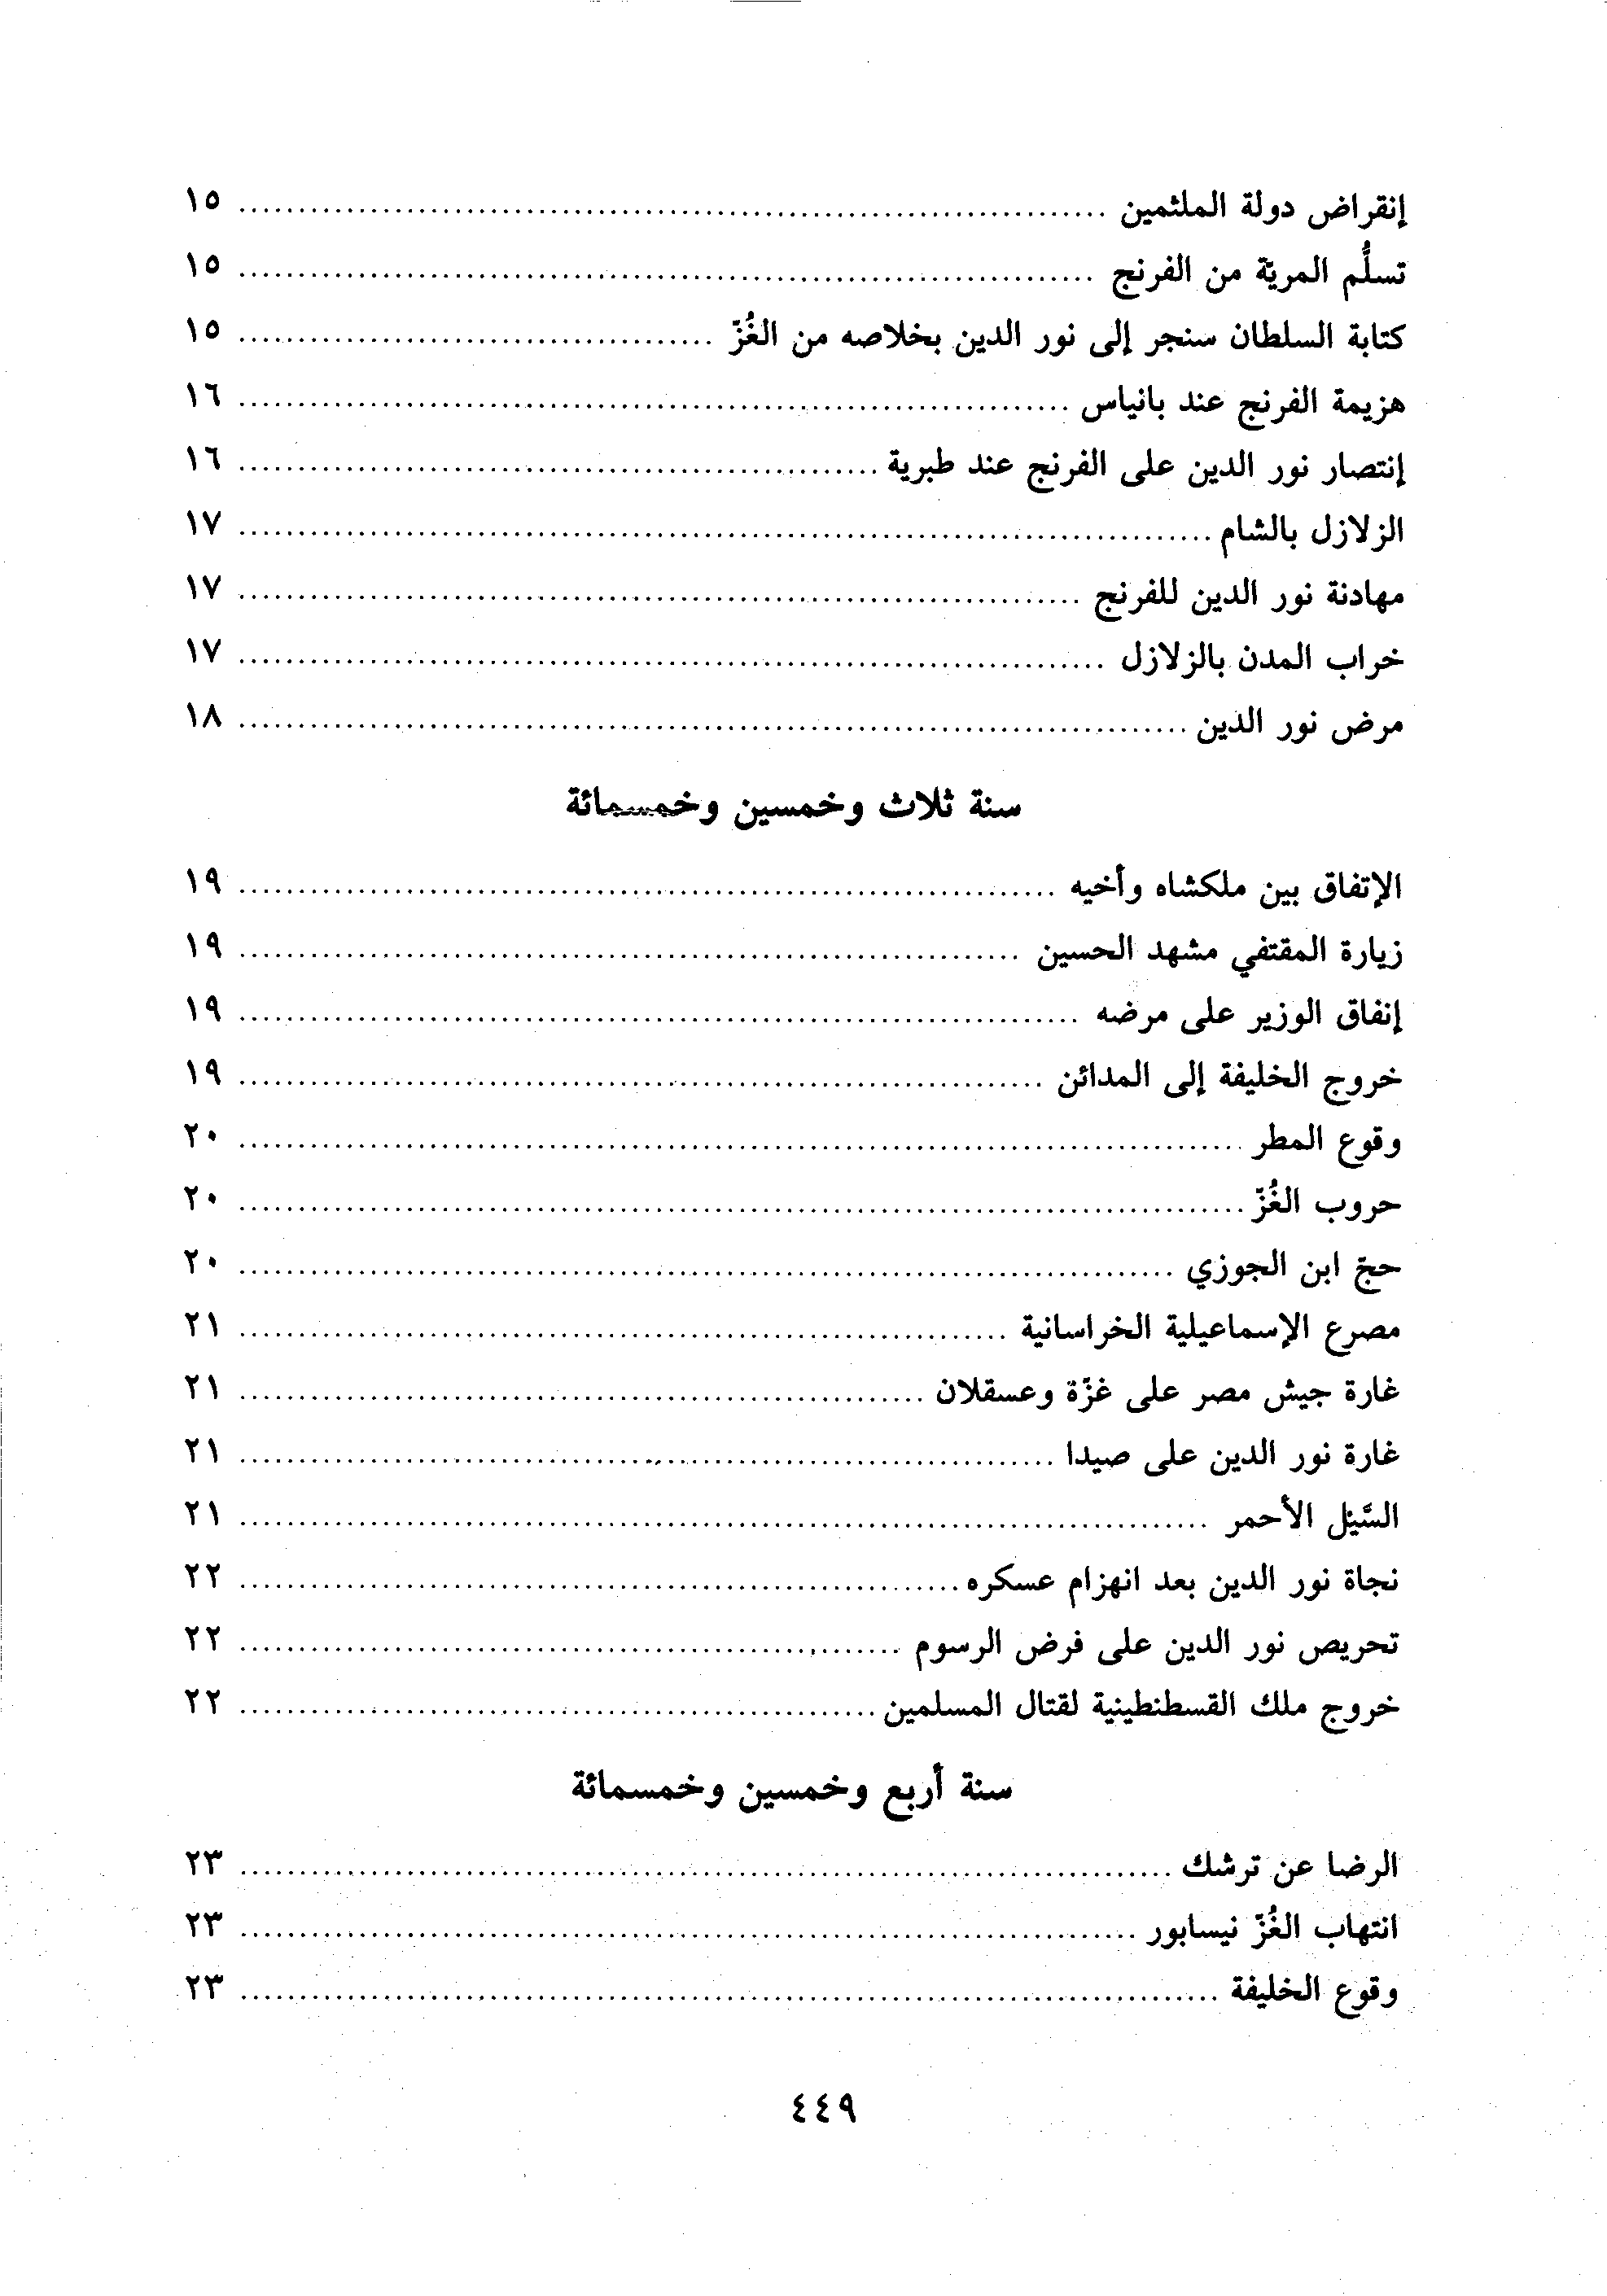 إنقراض دولة الملثمين ........ ١٥
تسلُّم المريّة من الفرنج ........ ١٥
كتابة السلطان سنجر إلى نور الدين بخلاصه من الغُزّ ........ ١٥
هزيمة الفرنج عند بانياس ........ ١٦
إنتصار نور الدين على الفرنج عند طبرية ........ ١٦
الزلازل بالشام ........ ١٧
مهادنة نور الدين للفرنج ........ ١٧
خراب المدن بالزلازل ........ ١٧
مرض نور الدين ........ ١٨
سنة ثلاث وخمسين وخمسمائة
الإتفاق بين ملكشاه وأخيه ........ ١٩
زيارة المقتفي مشهد الحسين ........ ١٩
إنفاق الوزير على مرضه ........ ١٩
خروج الخليفة إلى المدائن ........ ١٩
وقوع المطر ........ ٢٠
حروب الغُزّ ........ ٢٠
حجّ ابن الجوزي ........ ٢٠
مصرع الإسماعيلية الخراسانية ........ ٢١
غارة جيش مصر على غزّة وعسقلان ........ ٢١
غارة نور الدين على صيدا ........ ٢١
السَّيْل الأحمر ........ ٢١
نجاة نور الدين بعد انهزام عسكره ........ ٢٢
تحريص نور الدين على فرض الرسوم ........ ٢٢
خروج ملك القسطنطينية لقتال المسلمين ........ ٢٢
سنة أربع وخمسين وخمسمائة
الرضا عن ترشك ........ ٢٣
انتهاب الغُزّ نيسابور ........ ٢٣
وقوع الخليفة ........ ٢٣
٤٤٩